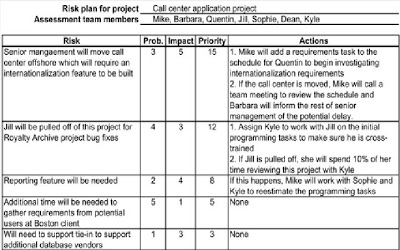 Risk plan for project Call center application project
Assessment team members Mike, Barbara, Quentin, Jill, Sophie, Dean, Kyle
Risk Prob. Impact Priority Actions
Senior mangaement will move call 3 5 15 1. Mike will add a requirements task to the
center offshore which will require an schedule for Quentin to begin investigating
internationalization feature to be built internationalization requirements
2. If the call center is moved, Mike will call a
team meeting to review the schedule and
Barbara will inform the rest of senior
management of the potential delay.
Jill will be pulled off of this project for 4 3 12 1. Assign Kyle to work with Jill on the initial
Royalty Archive project bug fixes programming tasks to make sure he is cross-
trained
2. If Jill is pulled off, she will spend 10% of her
time reviewing this project with Kyle
Reporting feature will be needed 2 4 8 If this happens, Mike will work with Sophie
and Kyle to reestimate the programming tasks
Additional time will be needed to 5 1 5 None
gather requirements from potential
users at Boston client
Will need to support tie-in to support 1 3 3 None
additional database vendors